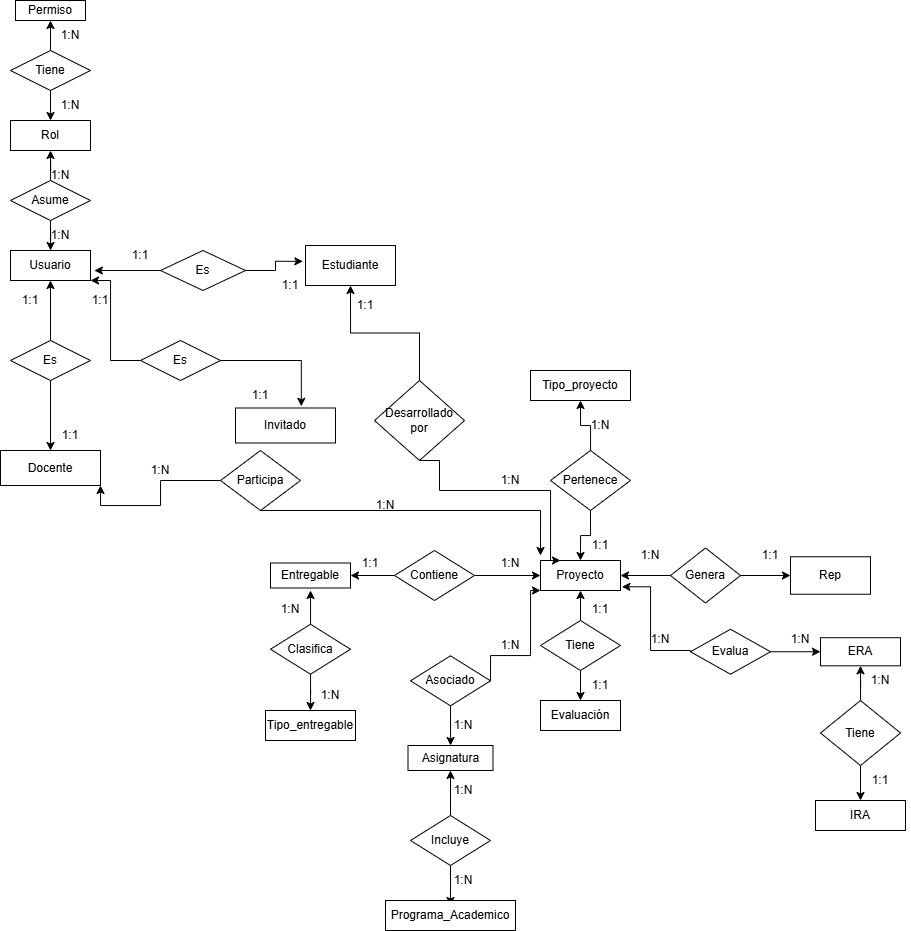 Permiso
1:N
Tiene
1:N
Rol
1:N
Asume
1:N
Usuario
1:1
Es
1:1
Estudiante
1:1
1:1
1:1
Es
Es
1:1
1:1
Invitado
Desarrollado
por
Tipo_proyecto
1:N
Docente
1:N
Participa
1:N
1:N
Pertenece
1:1
Entregable
1:1
Contiene
1:N
Proyecto
1:N
Genera
1:1
Rep
1:N
Clasifica
1:N
Tipo_entregable
1:N
Asociado
1:N
1:1
Tiene
1:1
Evaluación
1:N
Evalua
1:N
ERA
1:N
Tiene
1:1
IRA
Asignatura
1:N
Incluye
1:N
Programa_Academico